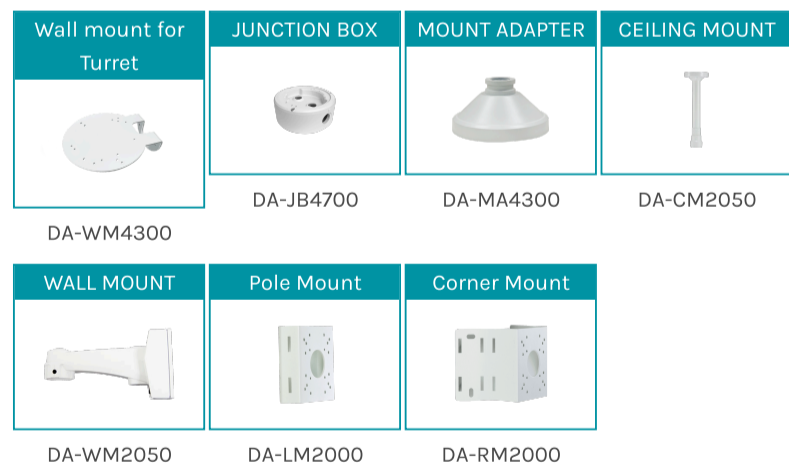 Wall mount for
Turret
JUNCTION BOX
MOUNT ADAPTER
CEILING MOUNT
DA-JB4700
DA-MA4300
DA-CM2050
DA-WM4300
WALL MOUNT
Pole Mount
Corner Mount
DA-WM2050
DA-LM2000
DA-RM2000